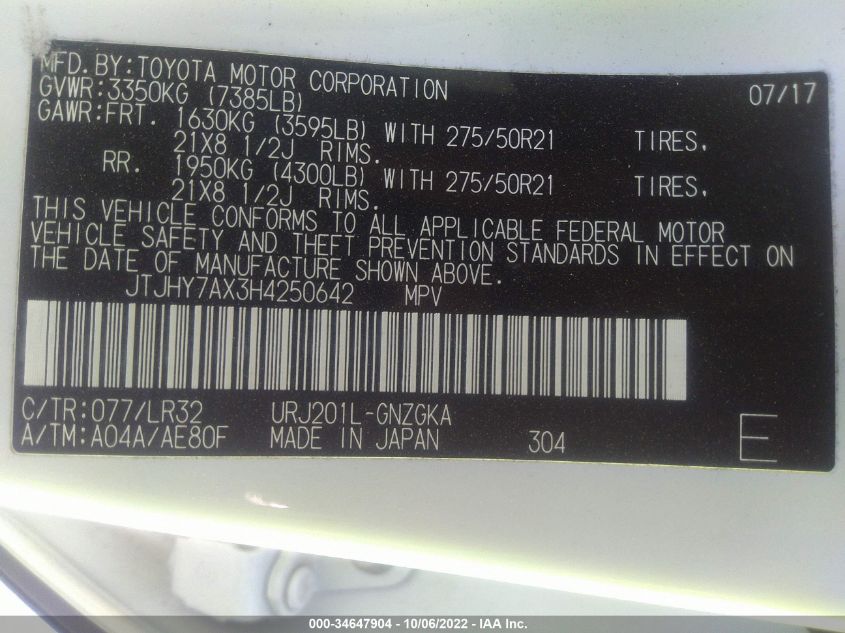 MFD. BY: TOYOTA MOTOR CORPORATION 07/17
GVWR: 3350KG (7385LB)
GAWR: FRT. 1630KG (3595LB) WITH 275/50R21 TIRES,
21X8 1/2J RIMS.
RR. 1950KG (4300LB) WITH 275/50R21 TIRES,
21X8 1/2J RIMS.
THIS VEHICLE CONFORMS TO ALL APPLICABLE FEDERAL MOTOR
VEHICLE SAFETY AND THEFT PREVENTION STANDARDS IN EFFECT ON
THE DATE OF MANUFACTURE SHOWN ABOVE.
JTJHY7AX3H4250642 MPV
C/TR: 077/LR32 URJ201L-GNZGKA
A/TM: A04A/AE80F MADE IN JAPAN 304 E
000-34647904 - 10/06/2022 - IAA Inc.